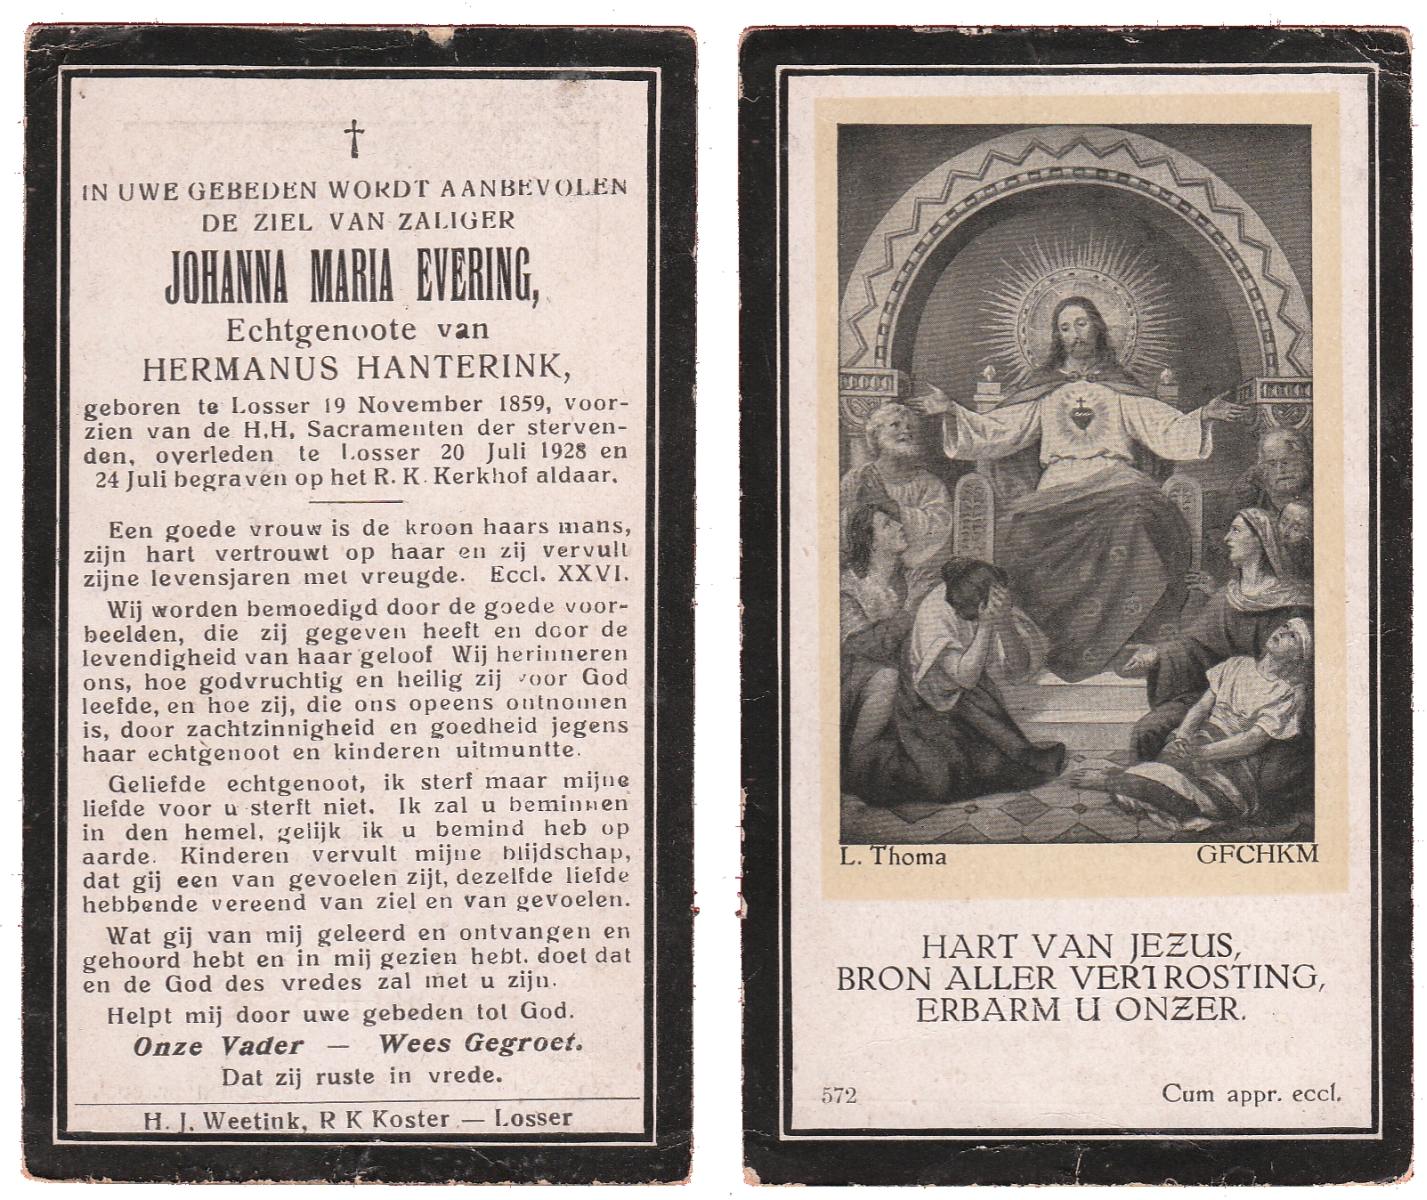 IN UWE GEBEDEN WORDT AANBEVOLEN
DE ZIEL VAN ZALIGER
JOHANNA MARIA EVERING,
Echtgenoote van
HERMANUS HANTERINK,
geboren te Losser 19 November 1859, voor-
zien van de H.H, Sacramenten der sterven-
den, overleden te Losser 20 Juli 1928 en
24 Juli begraven op het R. K. Kerkhof aldaar.
Een goede vrouw is de kroon haars mans,
zijn hart vertrouwt op haar en zij vervult
zijne levensjaren met vreugde. Eccl. XXVI.
Wij worden bemoedigd door de goede voor-
beelden, die zij gegeven heeft en door de
levendigheid van haar geloof Wij herinneren
ons, hoe godvruchtig en heilig zij voor God
leefde, en hoe zij, die ons opeens ontnomen
is, door zachtzinnigheid en goedheid jegens
haar echtgenoot en kinderen uitmuntte.
Geliefde echtgenoot, ik sterf maar mijne
liefde voor u sterft niet. Ik zal u beminnen
in den hemel, gelijk ik u bemind heb op
aarde. Kinderen vervult mijne blijdschap,
dat gij een van gevoelen zijt, dezelfde liefde
hebbende vereend van ziel en van gevoelen.
Wat gij van mij geleerd en ontvangen en
gehoord hebt en in mij gezien hebt. doet dat
en de God des vredes zal met u zijn.
Helpt mij door uwe gebeden tot God.
Onze Vader — Wees Gegroet.
Dat zij ruste in vrede.
H. J. Weetink, R K Koster — Losser
L. Thoma GFCHKM
HART VAN JEZUS,
BRON ALLER VERTROSTING,
ERBARM U ONZER.
572 Cum appr. eccl.